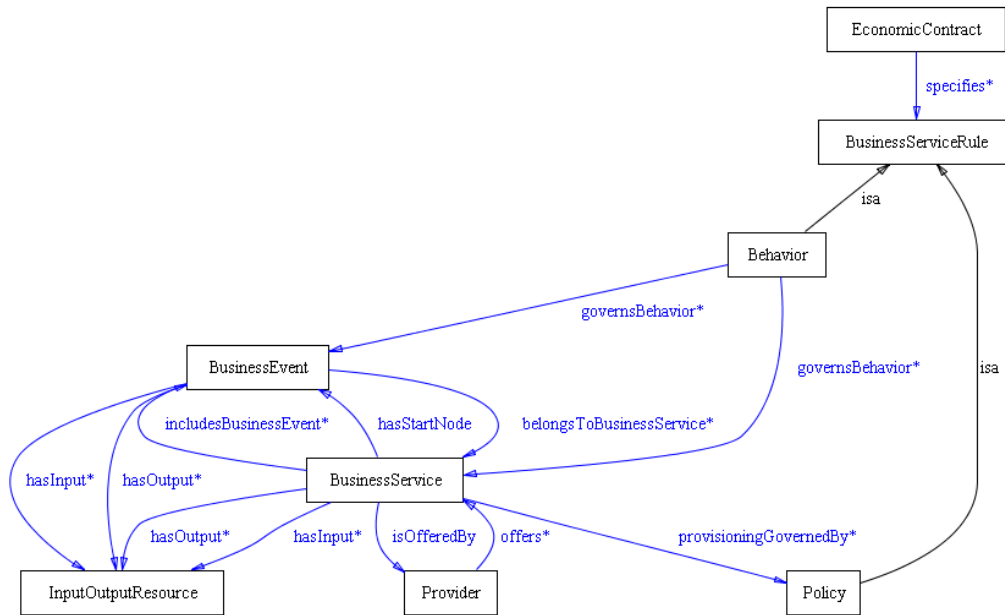 EconomicContract
specifies*
BusinessServiceRule
isa
Behavior
governsBehavior*
BusinessEvent
governsBehavior*
isa
includesBusinessEvent*
hasStartNode
belongsToBusinessService*
hasInput*
hasOutput*
BusinessService
hasOutput*
hasInput*
isOfferedBy
offers*
provisioningGovernedBy*
InputOutputResource
Provider
Policy